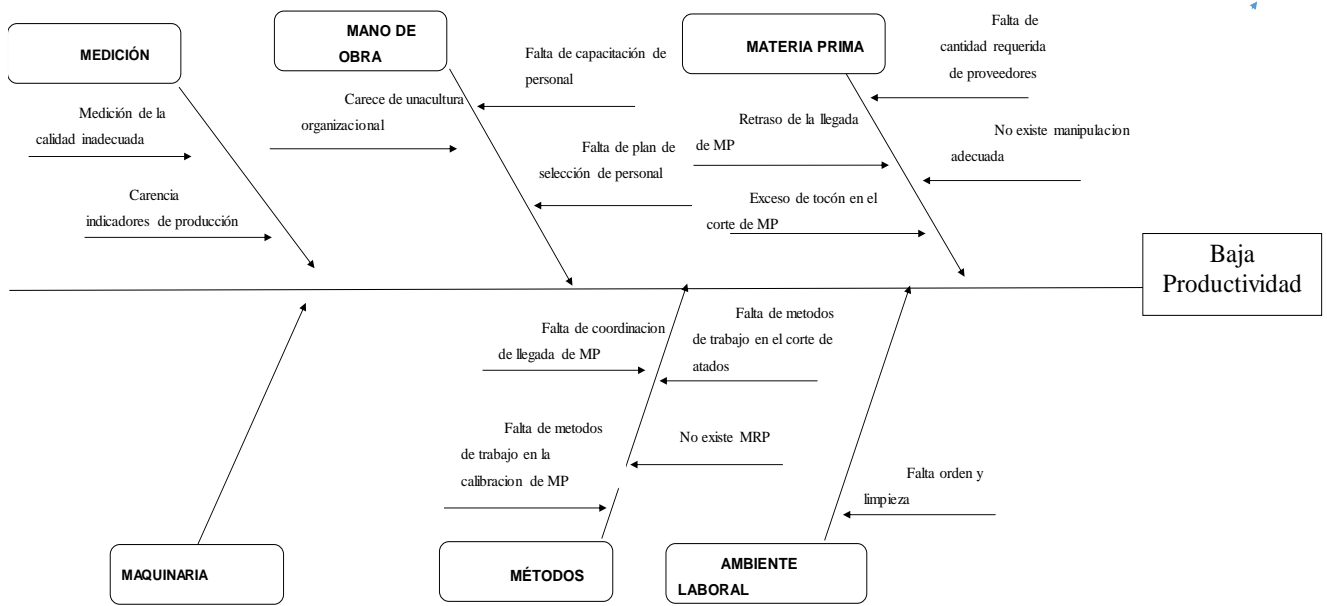 MEDICIÓN
Medición de la
calidad inadecuada
Carencia
indicadores de producción
MANO DE
OBRA
Falta de capacitación de
personal
Carece de unacultura
organizacional
Falta de plan de
selección de personal
MATERIA PRIMA
Falta de
cantidad requerida
de proveedores
Retraso de la llegada
de MP
No existe manipulacion
adecuada
Exceso de tocón en el
corte de MP
Baja
Productividad
Falta de coordinacion
de llegada de MP
Falta de metodos
de trabajo en el corte de
atados
Falta de metodos
de trabajo en la
calibracion de MP
No existe MRP
Falta orden y
limpieza
MAQUINARIA
MÉTODOS
AMBIENTE
LABORAL